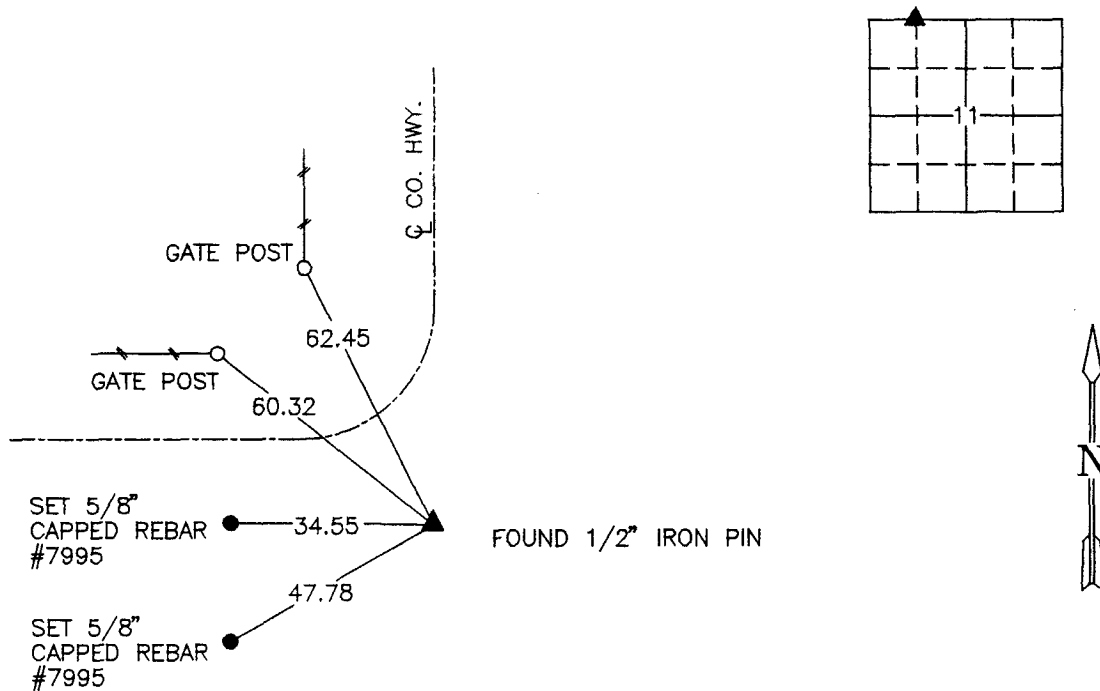 11
℄ CO. HWY.
GATE POST
62.45
GATE POST
60.32
N
SET 5/8"
CAPPED REBAR
#7995
34.55
FOUND 1/2" IRON PIN
47.78
SET 5/8"
CAPPED REBAR
#7995